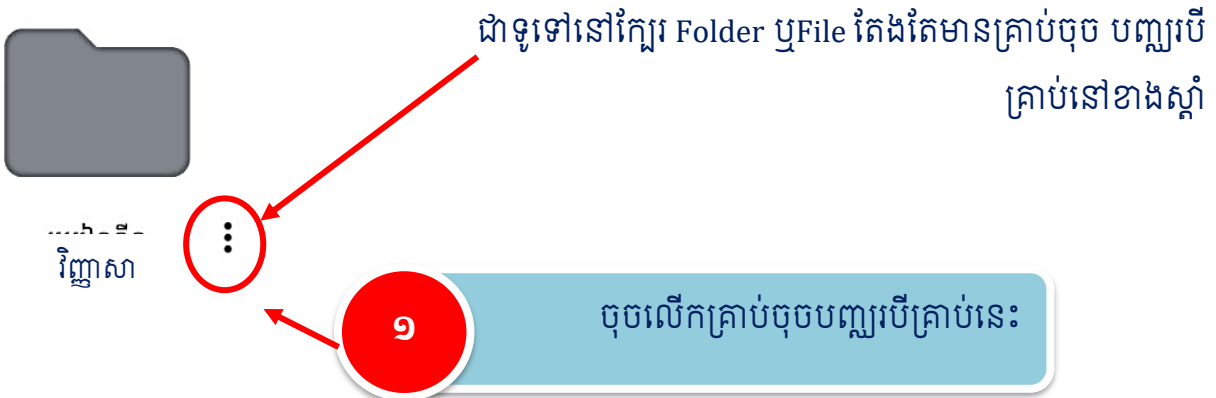 ជាទូទៅនៅក្បែរ Folder ឬFile តែងតែមានគ្រាប់ចុច បញ្ឈរបី
គ្រាប់នៅខាងស្តាំ
វិញ្ញាសា
១
ចុចលើកគ្រាប់ចុចបញ្ឈរបីគ្រាប់នេះ